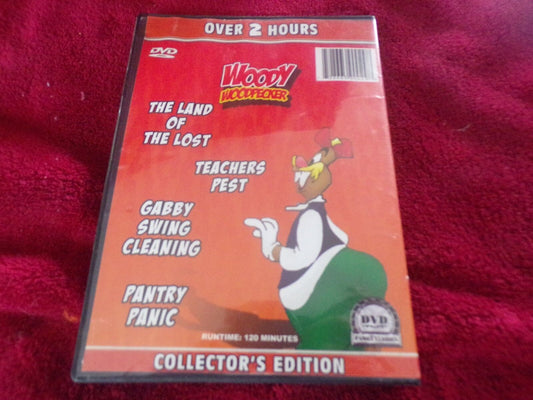 OVER 2 HOURS
DVD
WOODY
WOODPECKER
THE LAND
OF
THE LOST
TEACHERS
PEST
GABBY
SWING
CLEANING
PANTRY
PANIC
DVD
RUNTIME: 120 MINUTES
COLLECTOR'S EDITION